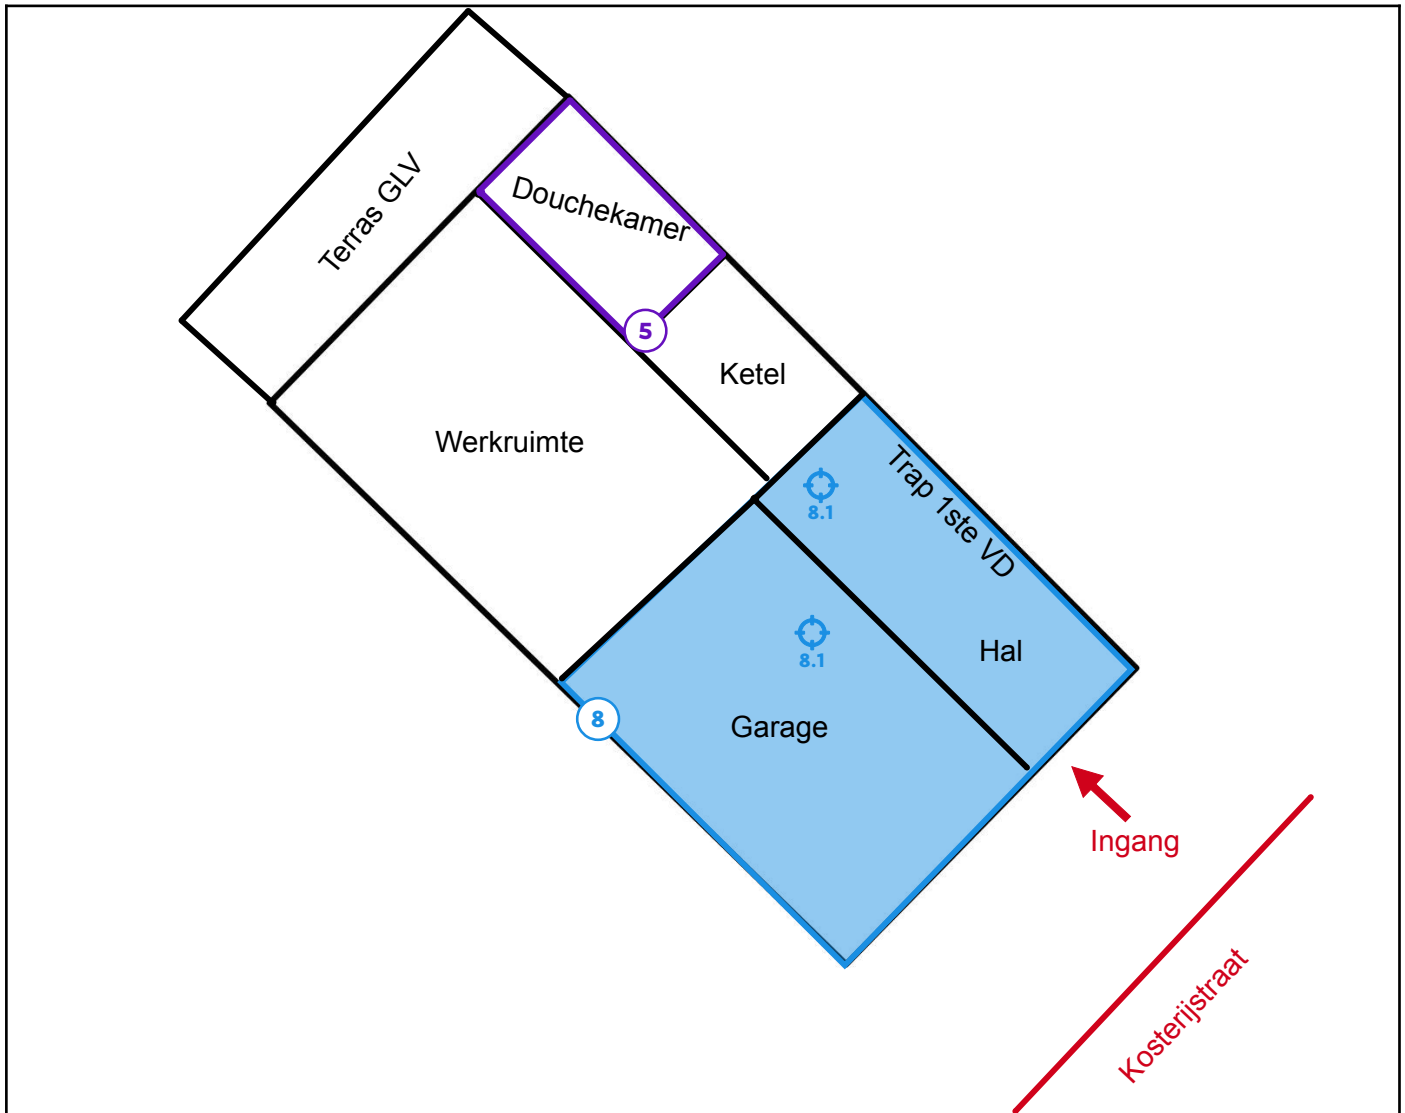 Terras GLV
Douchekamer
5
Ketel
Werkruimte
Trap 1ste VD
8.1
Hal
8.1
8
Garage
Ingang
Kosterijstraat